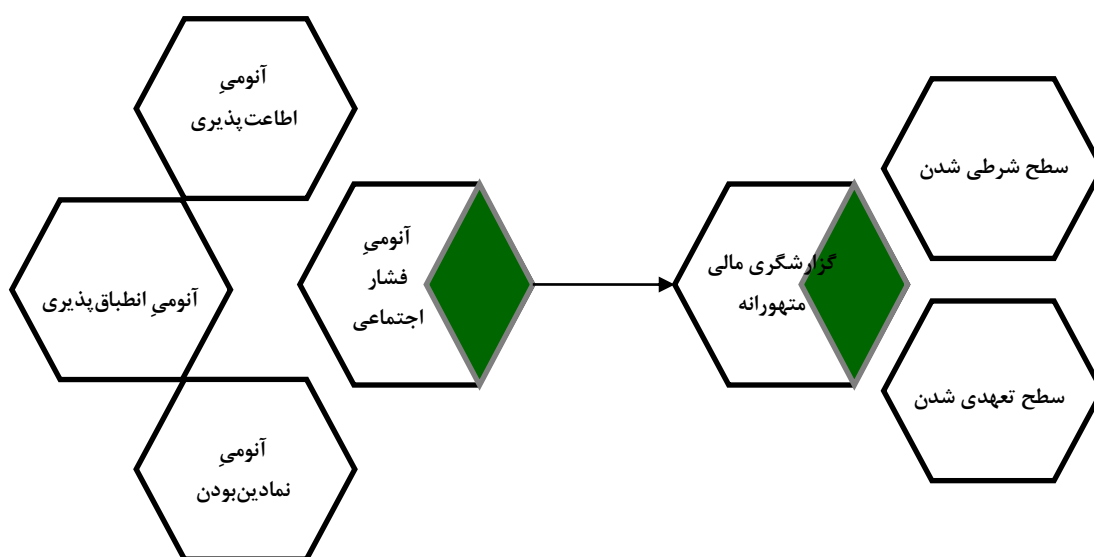 آنومیِ
اطاعت‌پذیری
سطح شرطی شدن
آنومیِ
فشار
اجتماعی
گزارشگری مالی
متهورانه
آنومیِ انطباق‌پذیری
سطح تعهدی شدن
آنومیِ
نمادین‌بودن